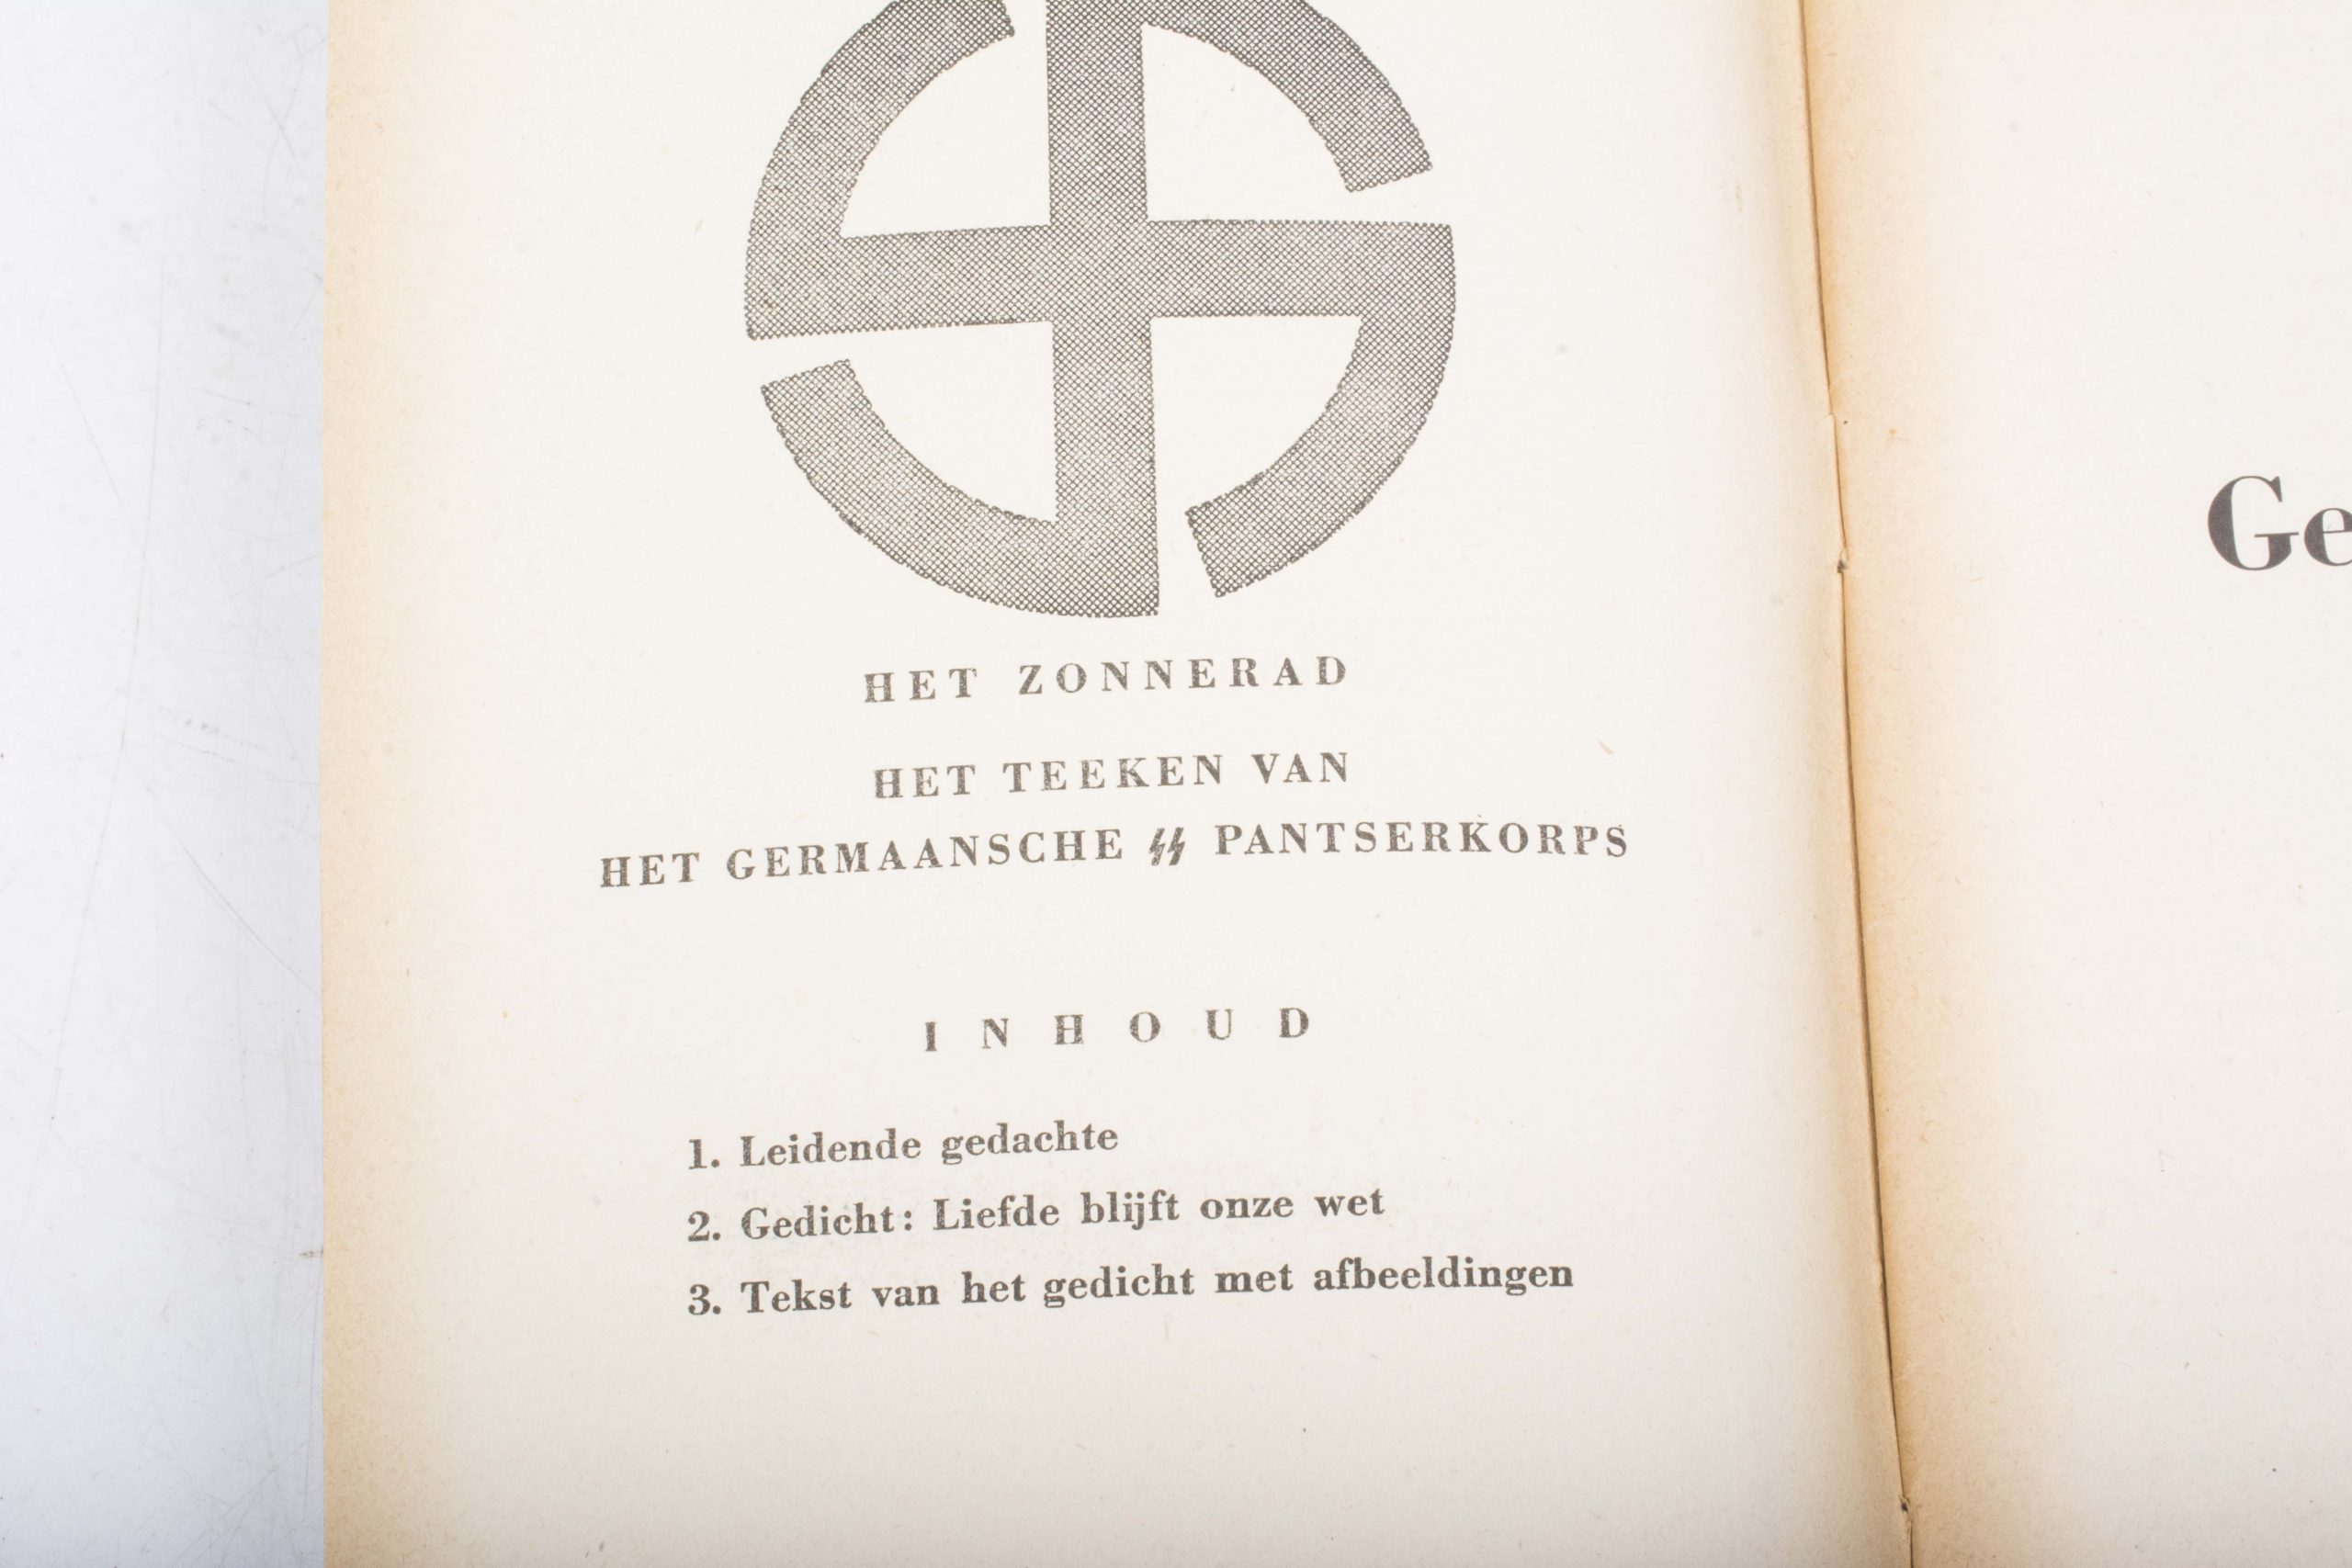 HET ZONNERAD
HET TEEKEN VAN
HET GERMAANSCHE ᛋᛋ PANTSERKORPS
INHOUD
1. Leidende gedachte
2. Gedicht: Liefde blijft onze wet
3. Tekst van het gedicht met afbeeldingen